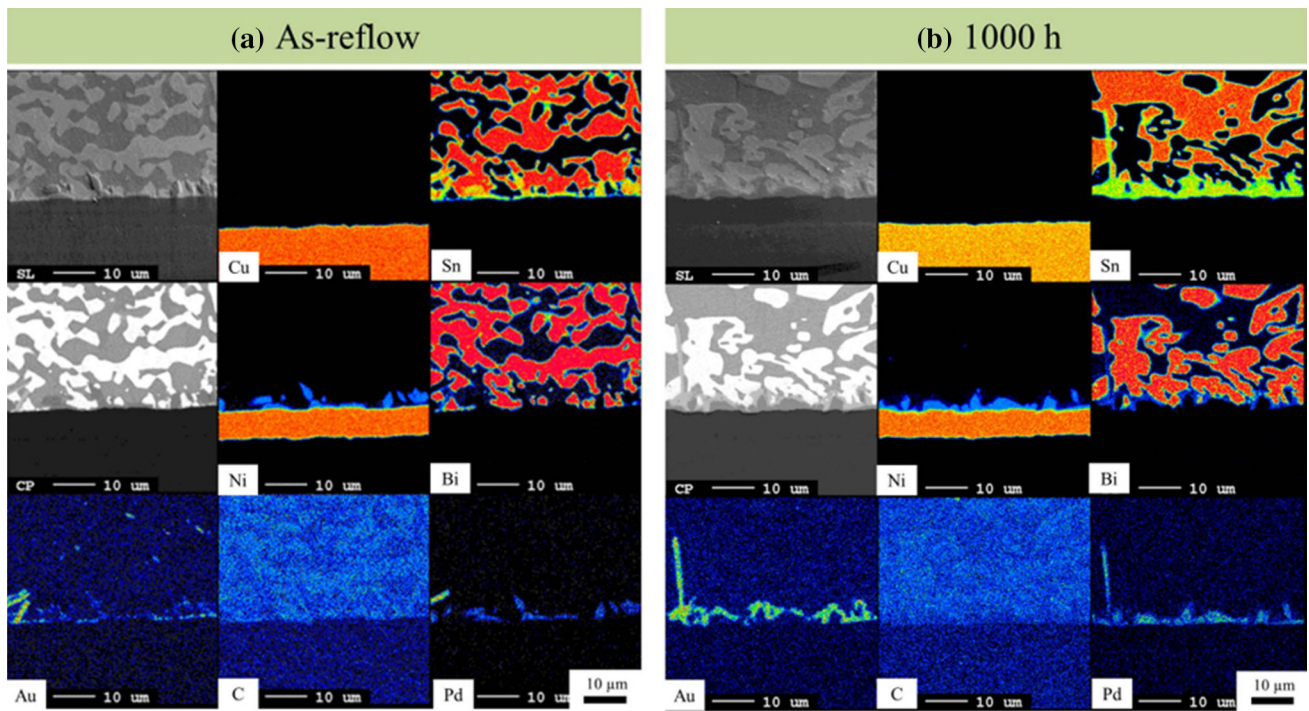 (a) As-reflow
(b) 1000 h
SL 10 um
Cu 10 um
Sn 10 um
SL 10 um
Cu 10 um
Sn 10 um
CP 10 um
Ni 10 um
Bi 10 um
CP 10 um
Ni 10 um
Bi 10 um
Au 10 um
C 10 um
Pd 10 um
10 µm
Au 10 um
C 10 um
Pd 10 um
10 µm